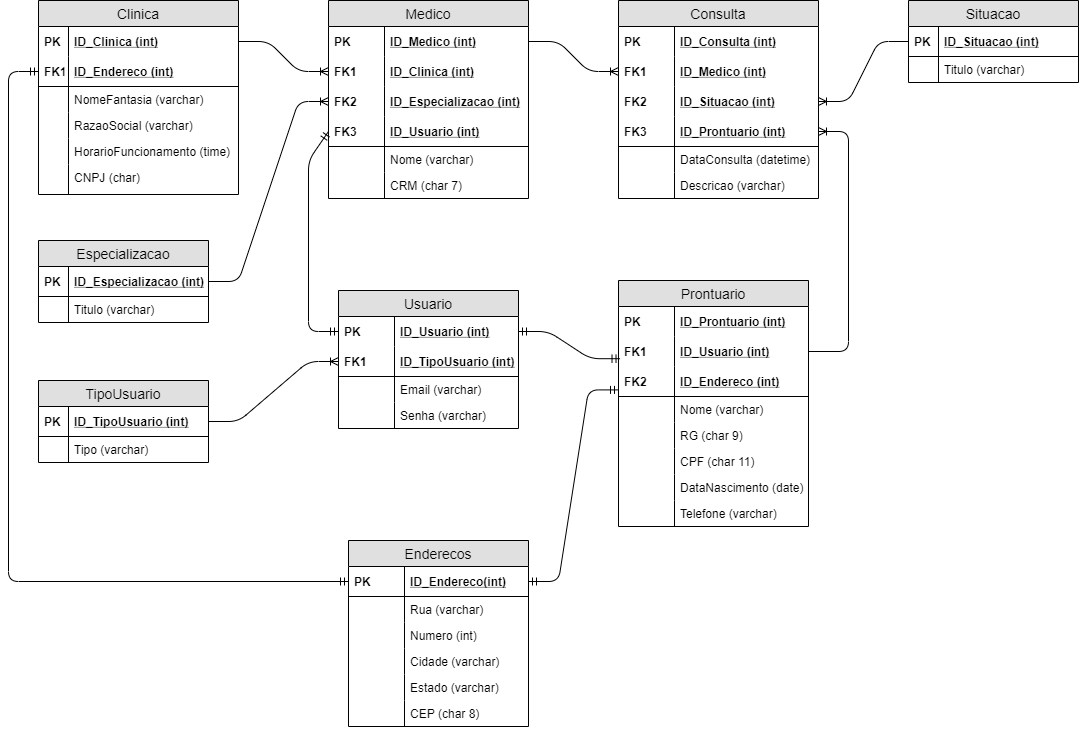 Clinica
PK ID_Clinica (int)
FK1 ID_Endereco (int)
NomeFantasia (varchar)
RazaoSocial (varchar)
HorarioFuncionamento (time)
CNPJ (char)
Medico
PK ID_Medico (int)
FK1 ID_Clinica (int)
FK2 ID_Especializacao (int)
FK3 ID_Usuario (int)
Nome (varchar)
CRM (char 7)
Consulta
PK ID_Consulta (int)
FK1 ID_Medico (int)
FK2 ID_Situacao (int)
FK3 ID_Prontuario (int)
DataConsulta (datetime)
Descricao (varchar)
Situacao
PK ID_Situacao (int)
Titulo (varchar)
Especializacao
PK ID_Especializacao (int)
Titulo (varchar)
Usuario
PK ID_Usuario (int)
FK1 ID_TipoUsuario (int)
Email (varchar)
Senha (varchar)
Prontuario
PK ID_Prontuario (int)
FK1 ID_Usuario (int)
FK2 ID_Endereco (int)
Nome (varchar)
RG (char 9)
CPF (char 11)
DataNascimento (date)
Telefone (varchar)
TipoUsuario
PK ID_TipoUsuario (int)
Tipo (varchar)
Enderecos
PK ID_Endereco(int)
Rua (varchar)
Numero (int)
Cidade (varchar)
Estado (varchar)
CEP (char 8)